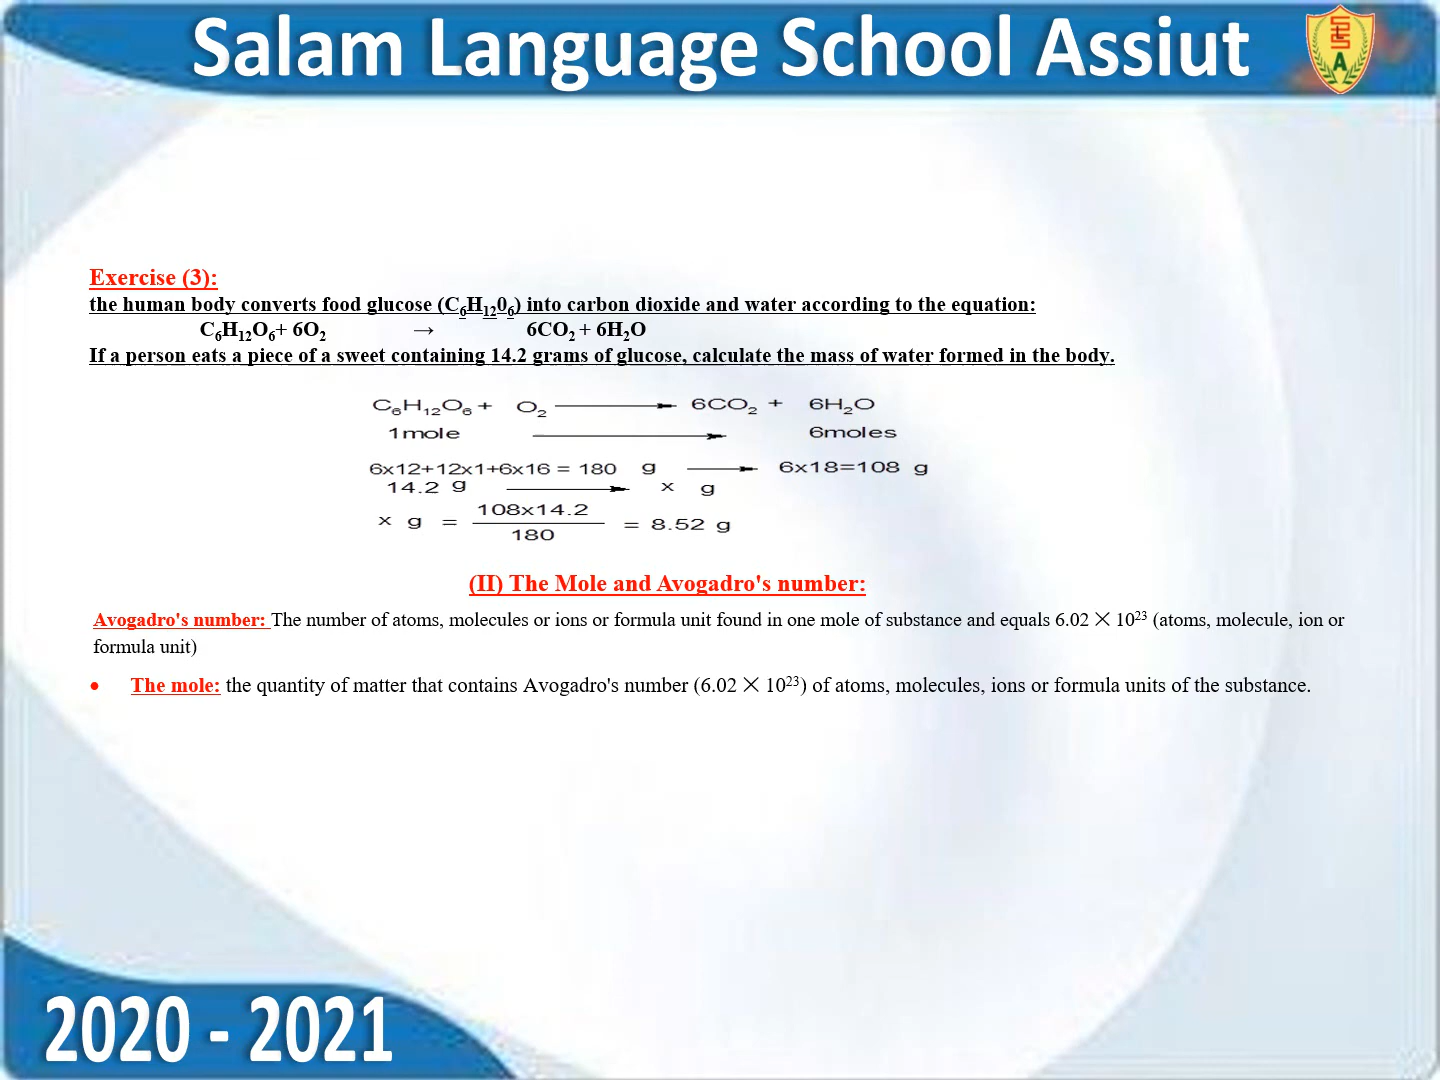 Salam Language School Assiut
S L S A
Exercise (3):
the human body converts food glucose (C₆H₁₂0₆) into carbon dioxide and water according to the equation:
C₆H₁₂O₆+ 6O₂ → 6CO₂ + 6H₂O
If a person eats a piece of a sweet containing 14.2 grams of glucose, calculate the mass of water formed in the body.
C₆H₁₂O₆ + O₂ → 6CO₂ + 6H₂O
1mole → 6moles
6x12+12x1+6x16 = 180 g → 6x18=108 g
14.2 g → x g
x g = 108x14.2 / 180 = 8.52 g
(II) The Mole and Avogadro's number:
Avogadro's number: The number of atoms, molecules or ions or formula unit found in one mole of substance and equals 6.02 × 10²³ (atoms, molecule, ion or
formula unit)
• The mole: the quantity of matter that contains Avogadro's number (6.02 × 10²³) of atoms, molecules, ions or formula units of the substance.
2020 - 2021